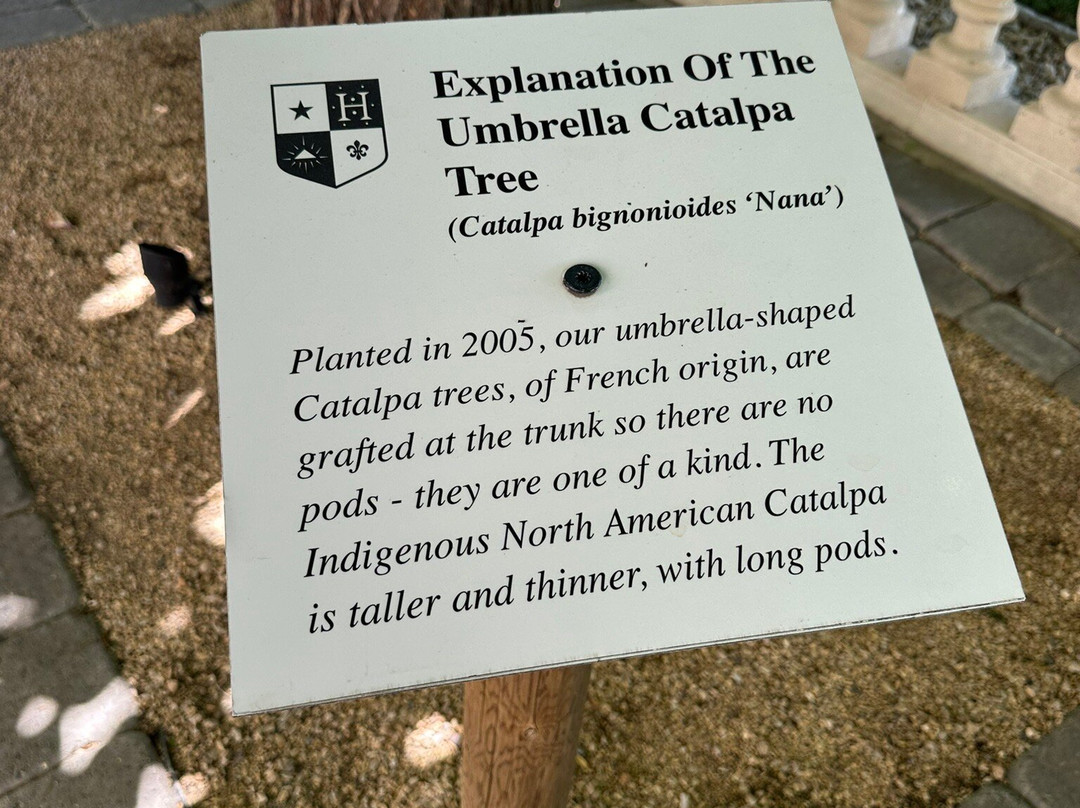 H
Explanation Of The
Umbrella Catalpa
Tree
(Catalpa bignonioides ‘Nana’)
Planted in 2005, our umbrella-shaped
Catalpa trees, of French origin, are
grafted at the trunk so there are no
pods - they are one of a kind. The
Indigenous North American Catalpa
is taller and thinner, with long pods.